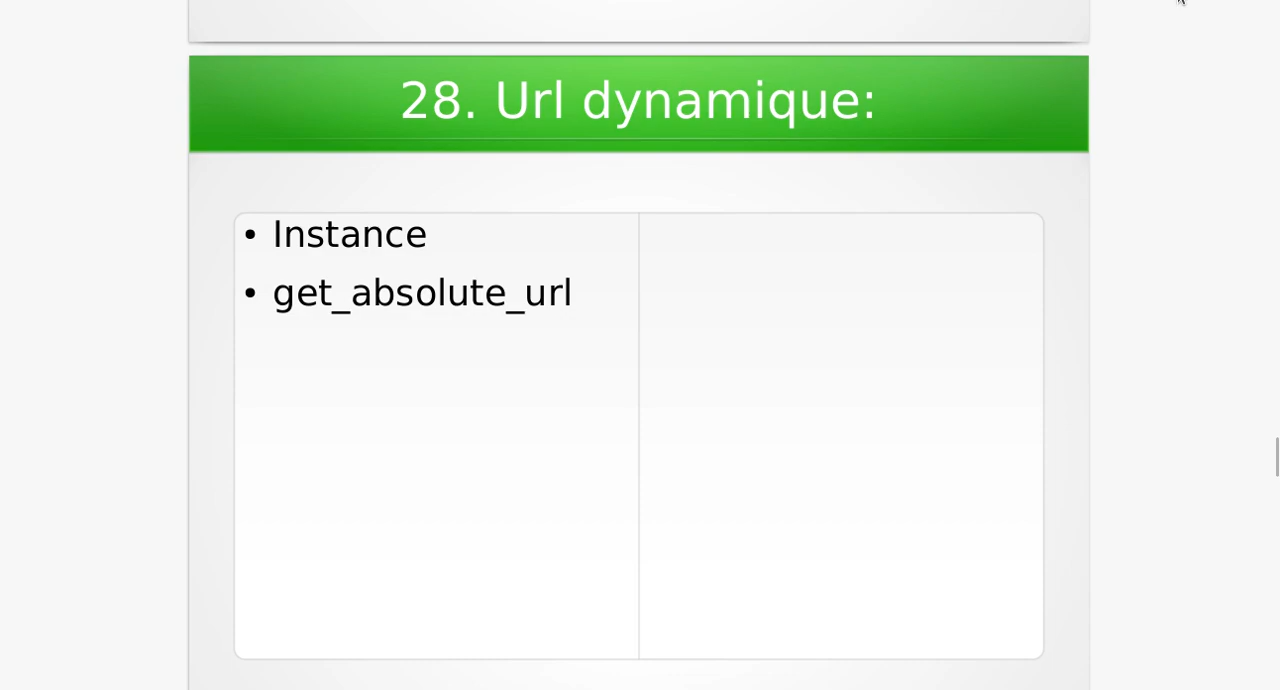 28. Url dynamique:
• Instance
• get_absolute_url